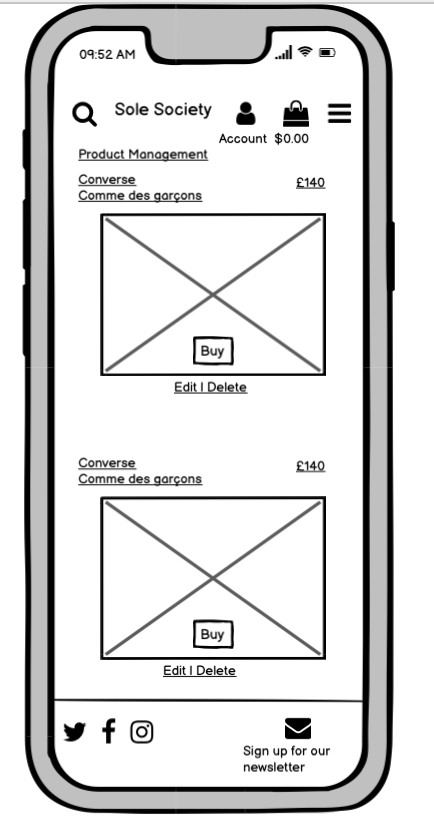 09:52 AM
Sole Society
Account $0.00
Product Management
Converse £140
Comme des garçons
Buy
Edit | Delete
Converse £140
Comme des garçons
Buy
Edit | Delete
Sign up for our
newsletter